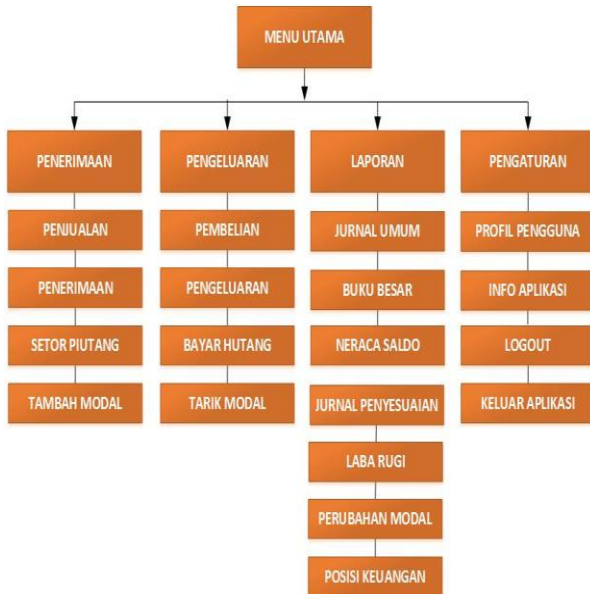 MENU UTAMA
PENERIMAAN
PENGELUARAN
LAPORAN
PENGATURAN
PENJUALAN
PEMBELIAN
JURNAL UMUM
PROFIL PENGGUNA
PENERIMAAN
PENGELUARAN
BUKU BESAR
INFO APLIKASI
SETOR PIUTANG
BAYAR HUTANG
NERACA SALDO
LOGOUT
TAMBAH MODAL
TARIK MODAL
JURNAL PENYESUAIAN
KELUAR APLIKASI
LABA RUGI
PERUBAHAN MODAL
POSISI KEUANGAN